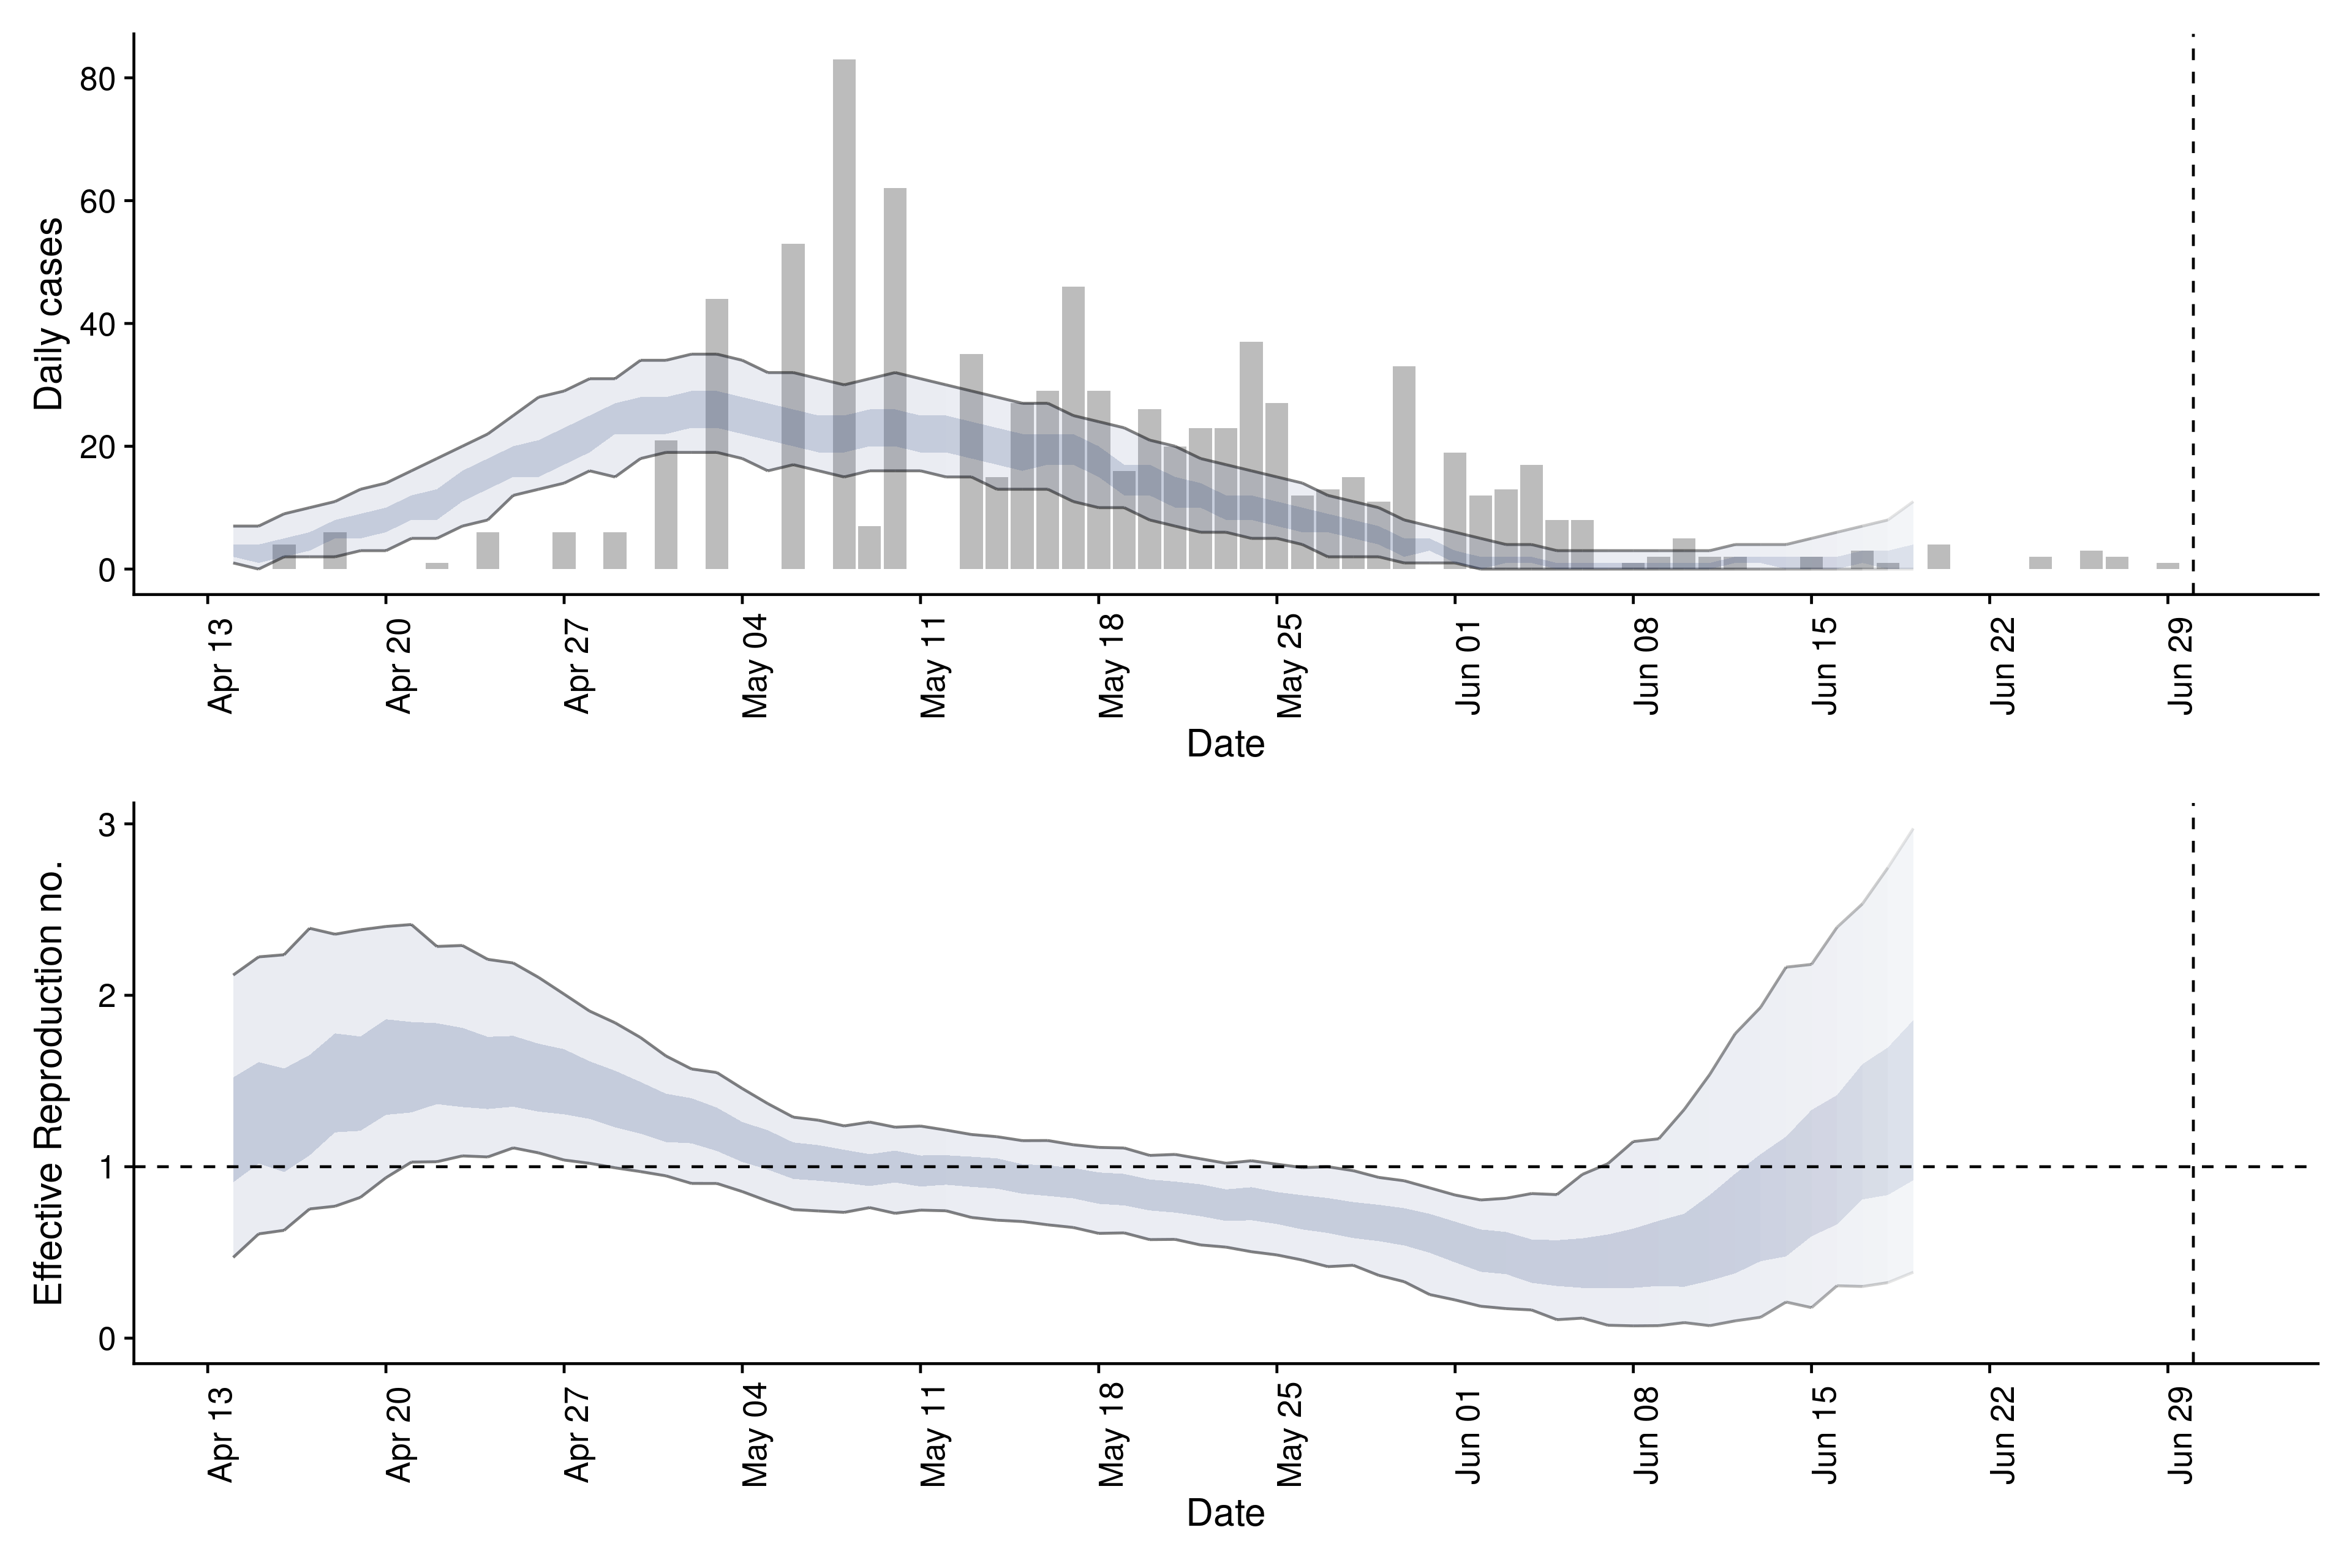 Daily cases
80
60
40
20
0
Apr 13
Apr 20
Apr 27
May 04
May 11
May 18
May 25
Jun 01
Jun 08
Jun 15
Jun 22
Jun 29
Date
Effective Reproduction no.
3
2
1
0
Apr 13
Apr 20
Apr 27
May 04
May 11
May 18
May 25
Jun 01
Jun 08
Jun 15
Jun 22
Jun 29
Date